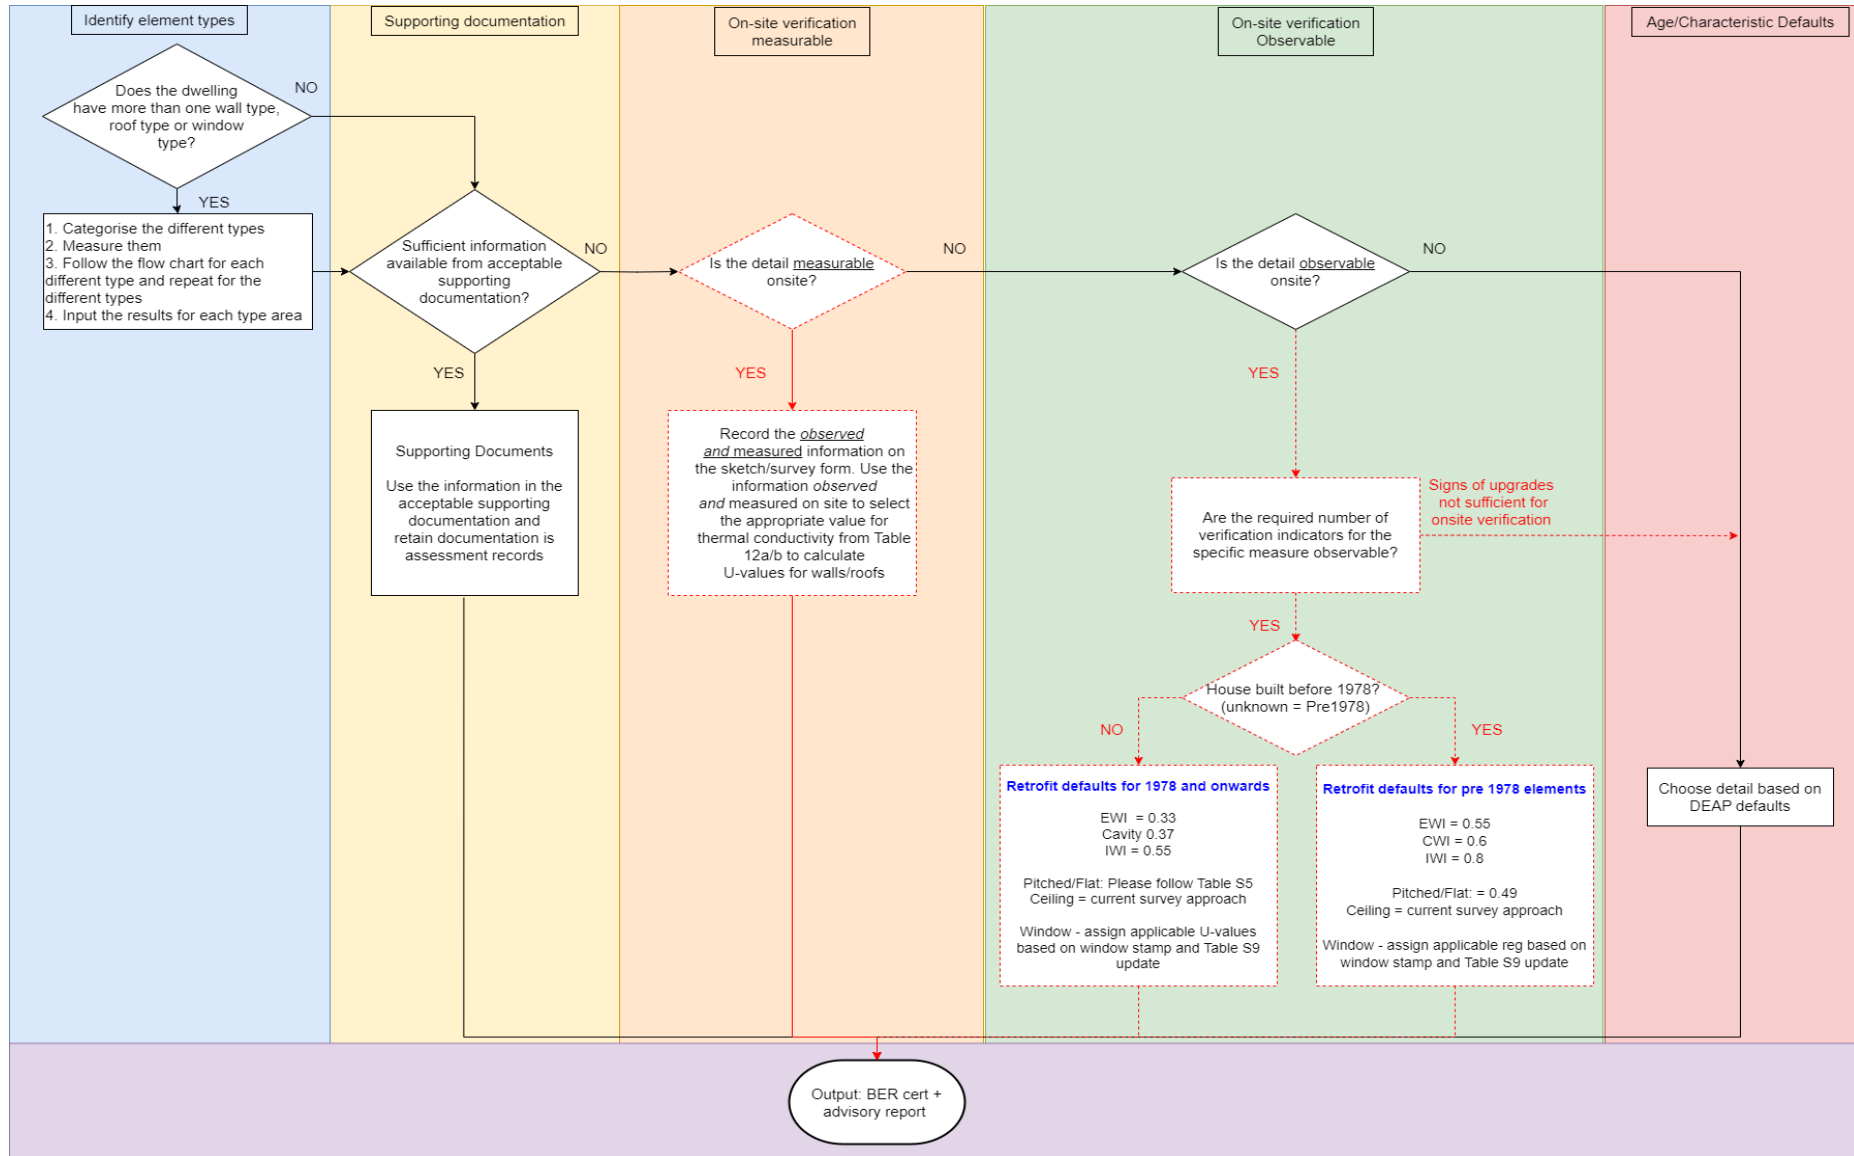 Identify element types
Supporting documentation
On-site verification
measurable
On-site verification
Observable
Age/Characteristic Defaults
Does the dwelling
have more than one wall type,
roof type or window
type?
NO
YES
1. Categorise the different types
2. Measure them
3. Follow the flow chart for each
different type and repeat for the
different types
4. Input the results for each type area
Sufficient information
available from acceptable
supporting
documentation?
NO
YES
Supporting Documents
Use the information in the
acceptable supporting
documentation and
retain documentation is
assessment records
Is the detail measurable
onsite?
NO
YES
Record the observed
and measured information on
the sketch/survey form. Use the
information observed
and measured on site to select
the appropriate value for
thermal conductivity from Table
12a/b to calculate
U-values for walls/roofs
Is the detail observable
onsite?
NO
YES
Are the required number of
verification indicators for the
specific measure observable?
Signs of upgrades
not sufficient for
onsite verification
YES
House built before 1978?
(unknown = Pre1978)
NO
YES
Retrofit defaults for 1978 and onwards
EWI = 0.33
Cavity 0.37
IWI = 0.55
Pitched/Flat: Please follow Table S5
Ceiling = current survey approach
Window - assign applicable U-values
based on window stamp and Table S9
update
Retrofit defaults for pre 1978 elements
EWI = 0.55
CWI = 0.6
IWI = 0.8
Pitched/Flat: = 0.49
Ceiling = current survey approach
Window - assign applicable reg based on
window stamp and Table S9 update
Choose detail based on
DEAP defaults
Output: BER cert +
advisory report